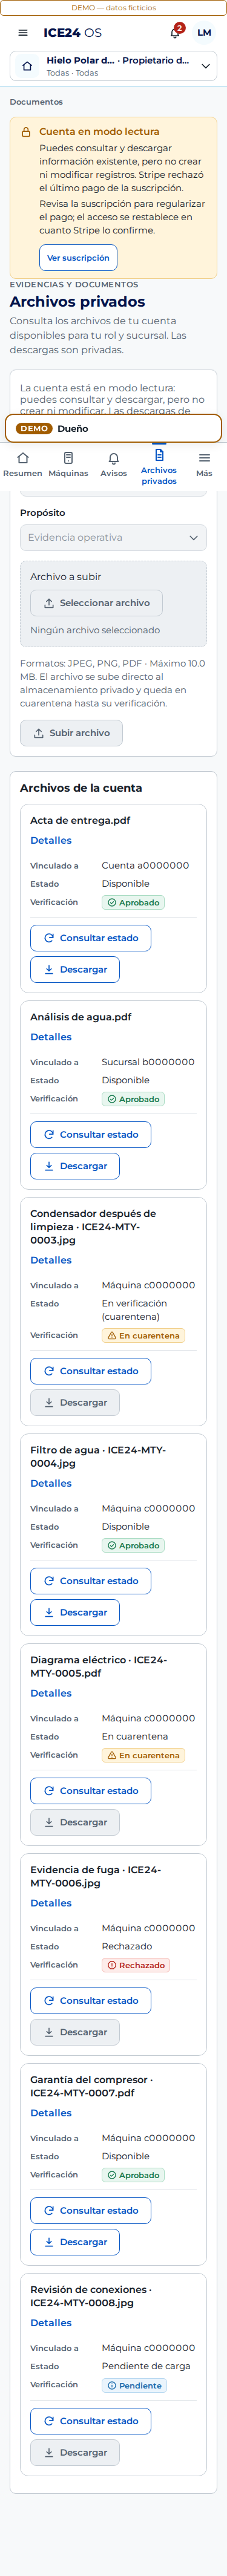 DEMO — datos ficticios
ICE24 OS
2
LM
Helo Polar d... · Propietario d...
Todas · Todas
Documentos
Cuenta en modo lectura
Puedes consultar y descargar
información existente, pero no crear
ni modificar registros. Stripe rechazó
el último pago de la suscripción.
Revisa la suscripción para regularizar
el pago; el acceso se restablece en
cuanto Stripe lo confirme.
Ver suscripción
EVIDENCIAS Y DOCUMENTOS
Archivos privados
Consulta los archivos de tu cuenta
disponibles para tu rol y sucursal. Las
descargas son privadas.
La cuenta está en modo lectura:
puedes consultar y descargar, pero no
crear ni modificar. Las descargas de
DEMO Dueño
Resumen
Máquinas
Avisos
Archivos
privados
Más
Propósito
Evidencia operativa
Archivo a subir
Seleccionar archivo
Ningún archivo seleccionado
Formatos: JPEG, PNG, PDF · Máximo 10.0
MB. El archivo se sube directo al
almacenamiento privado y queda en
cuarentena hasta su verificación.
Subir archivo
Archivos de la cuenta
Acta de entrega.pdf
Detalles
Vinculado a Cuenta a0000000
Estado Disponible
Verificación Aprobado
Consultar estado
Descargar
Análisis de agua.pdf
Detalles
Vinculado a Sucursal b0000000
Estado Disponible
Verificación Aprobado
Consultar estado
Descargar
Condensador después de
limpieza · ICE24-MTY-
0003.jpg
Detalles
Vinculado a Máquina c0000000
Estado En verificación
(cuarentena)
Verificación En cuarentena
Consultar estado
Descargar
Filtro de agua · ICE24-MTY-
0004.jpg
Detalles
Vinculado a Máquina c0000000
Estado Disponible
Verificación Aprobado
Consultar estado
Descargar
Diagrama eléctrico · ICE24-
MTY-0005.pdf
Detalles
Vinculado a Máquina c0000000
Estado En cuarentena
Verificación En cuarentena
Consultar estado
Descargar
Evidencia de fuga · ICE24-
MTY-0006.jpg
Detalles
Vinculado a Máquina c0000000
Estado Rechazado
Verificación Rechazado
Consultar estado
Descargar
Garantía del compresor ·
ICE24-MTY-0007.pdf
Detalles
Vinculado a Máquina c0000000
Estado Disponible
Verificación Aprobado
Consultar estado
Descargar
Revisión de conexiones ·
ICE24-MTY-0008.jpg
Detalles
Vinculado a Máquina c0000000
Estado Pendiente de carga
Verificación Pendiente
Consultar estado
Descargar